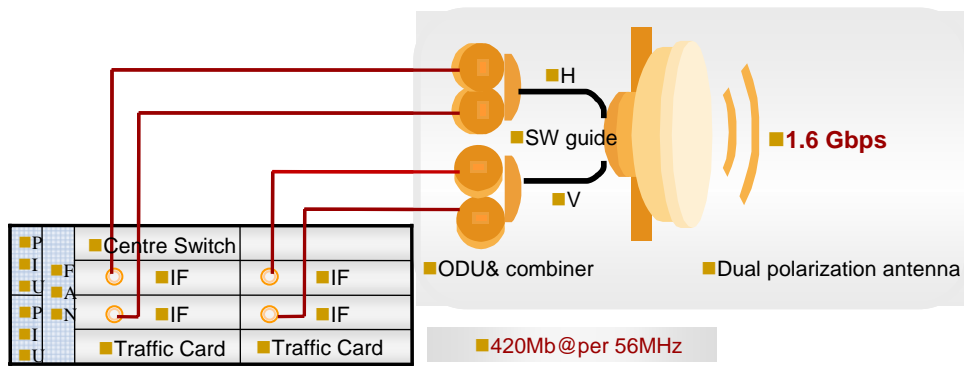 ■H
■SW guide
■1.6 Gbps
■V
■ODU& combiner
■Dual polarization antenna
■P
■I
■U
■P
■I
■U
■F
■A
■N
■Centre Switch
■IF
■IF
■IF
■IF
■Traffic Card
■Traffic Card
■420Mb@per 56MHz